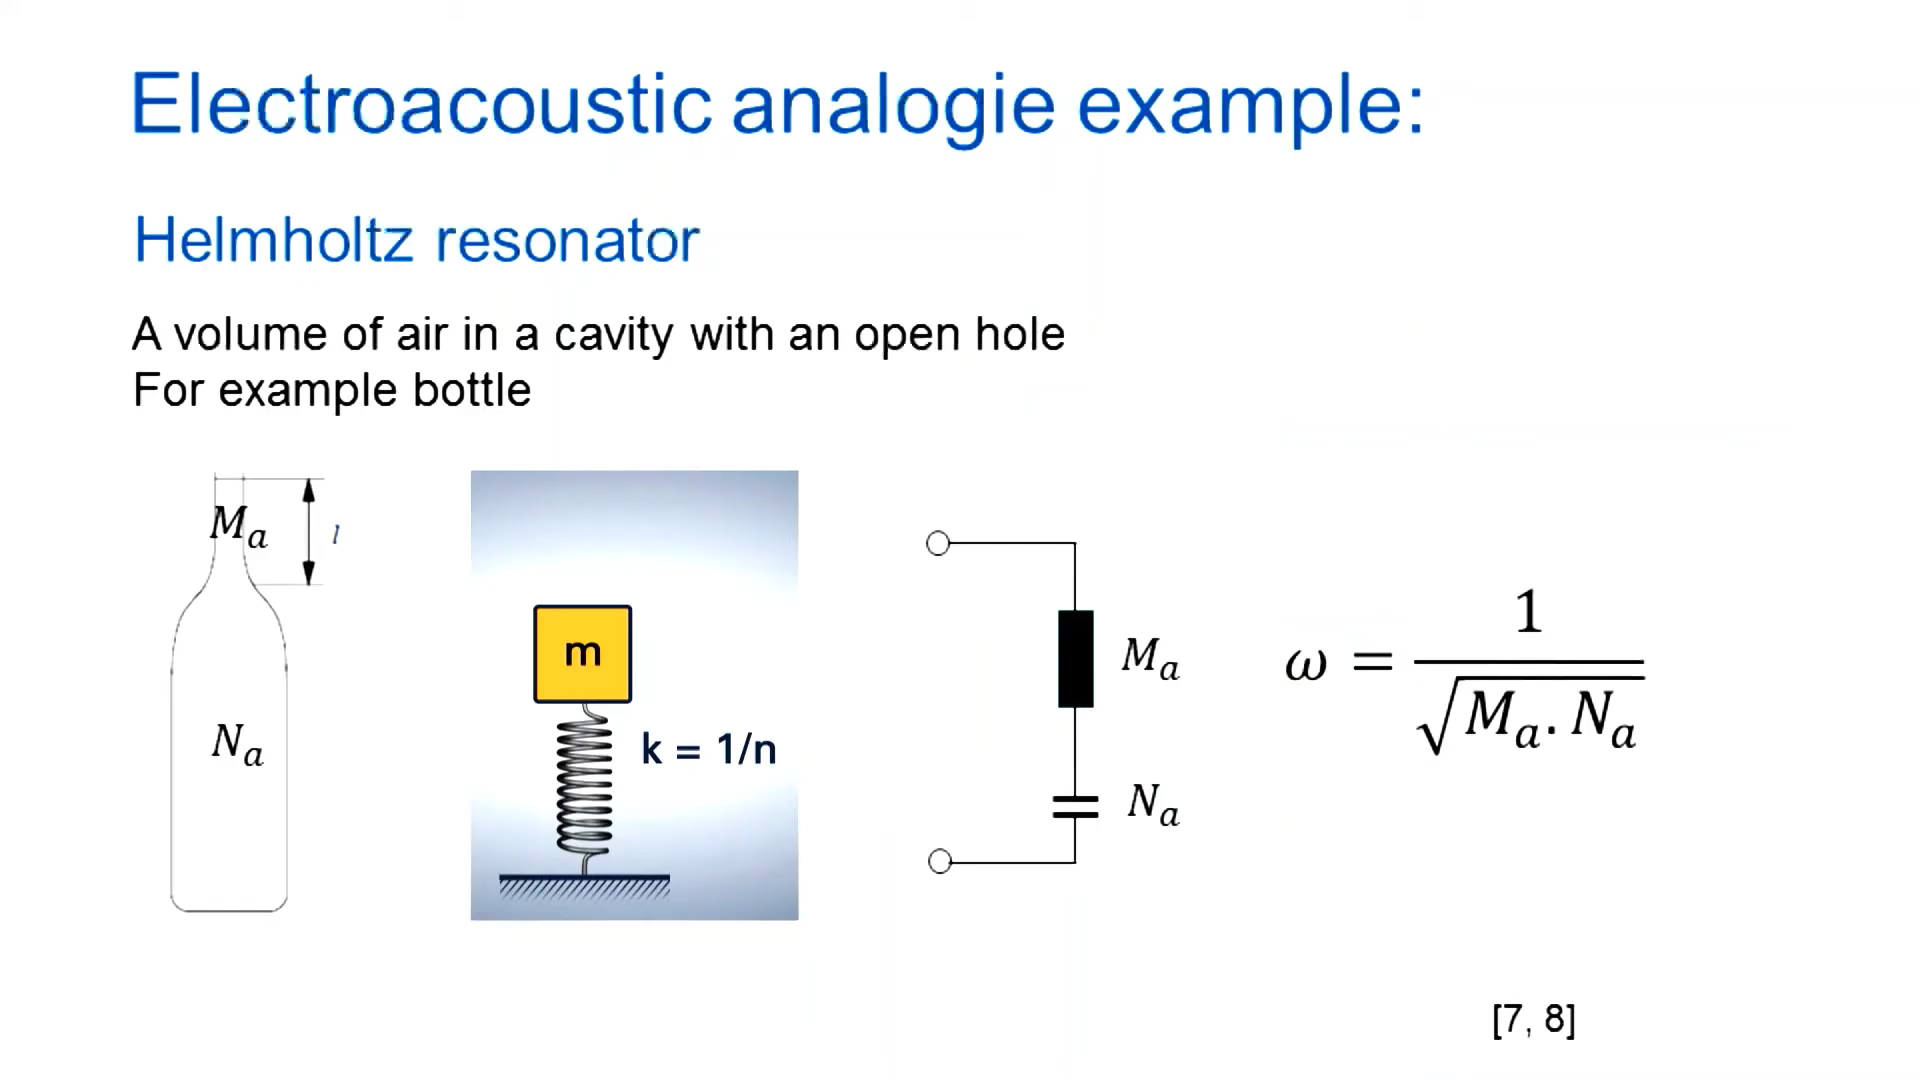 Electroacoustic analogie example:
Helmholtz resonator
A volume of air in a cavity with an open hole
For example bottle
Mₐ
l
Nₐ
m
k = 1/n
Mₐ
Nₐ
ω = 1/√(Mₐ. Nₐ)
[7, 8]